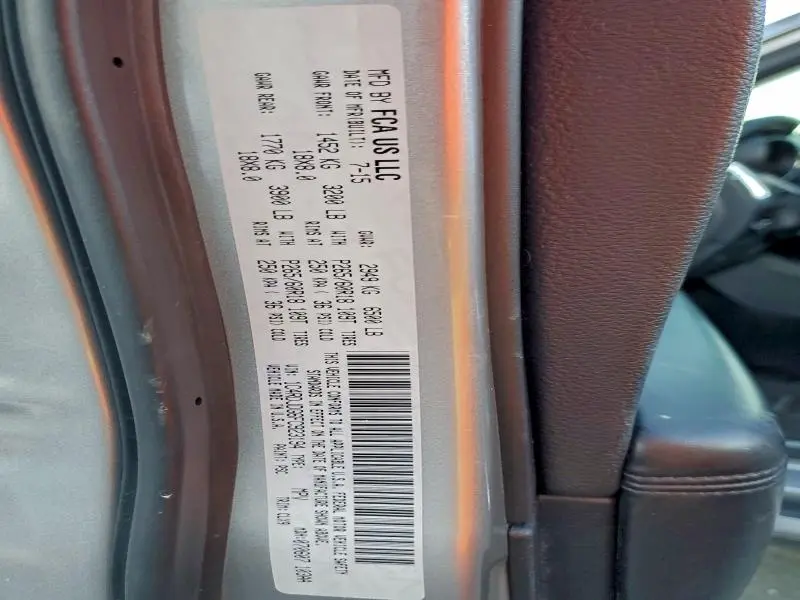 MFD BY FCA US LLC
DATE OF MFR(BUILT): 7-15 GVWR: 2949 KG 6500 LB
GAWR FRONT: 1452 KG 3200 LB WITH P265/60R18 109T TIRES
18X8.0 RIMS AT 250 KPA ( 36 PSI) COLD
GAWR REAR: 1770 KG 3900 LB WITH P265/60R18 109T TIRES
18X8.0 RIMS AT 250 KPA ( 36 PSI) COLD
THIS VEHICLE CONFORMS TO ALL APPLICABLE U.S.A. FEDERAL MOTOR VEHICLE SAFETY
STANDARDS IN EFFECT ON THE DATE OF MANUFACTURE SHOWN ABOVE.
VIN: TYPE: MPV
VEHICLE MADE IN U.S.A. PAINT: PSC TRIM: CLX9